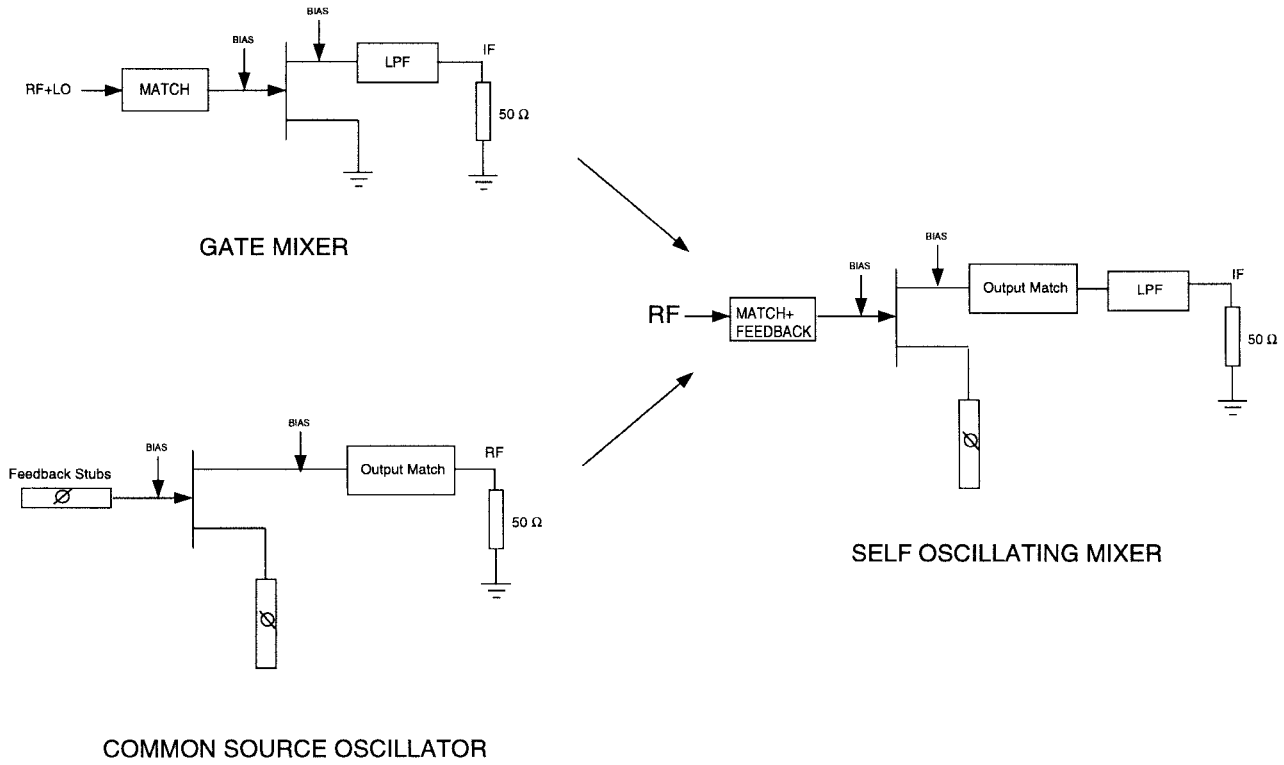 BIAS
BIAS
RF+LO
MATCH
LPF
IF
50 Ω
GATE MIXER
BIAS
BIAS
RF
MATCH+
FEEDBACK
Output Match
LPF
IF
50 Ω
SELF OSCILLATING MIXER
BIAS
BIAS
Feedback Stubs
Ø
Output Match
RF
50 Ω
Ø
Ø
COMMON SOURCE OSCILLATOR